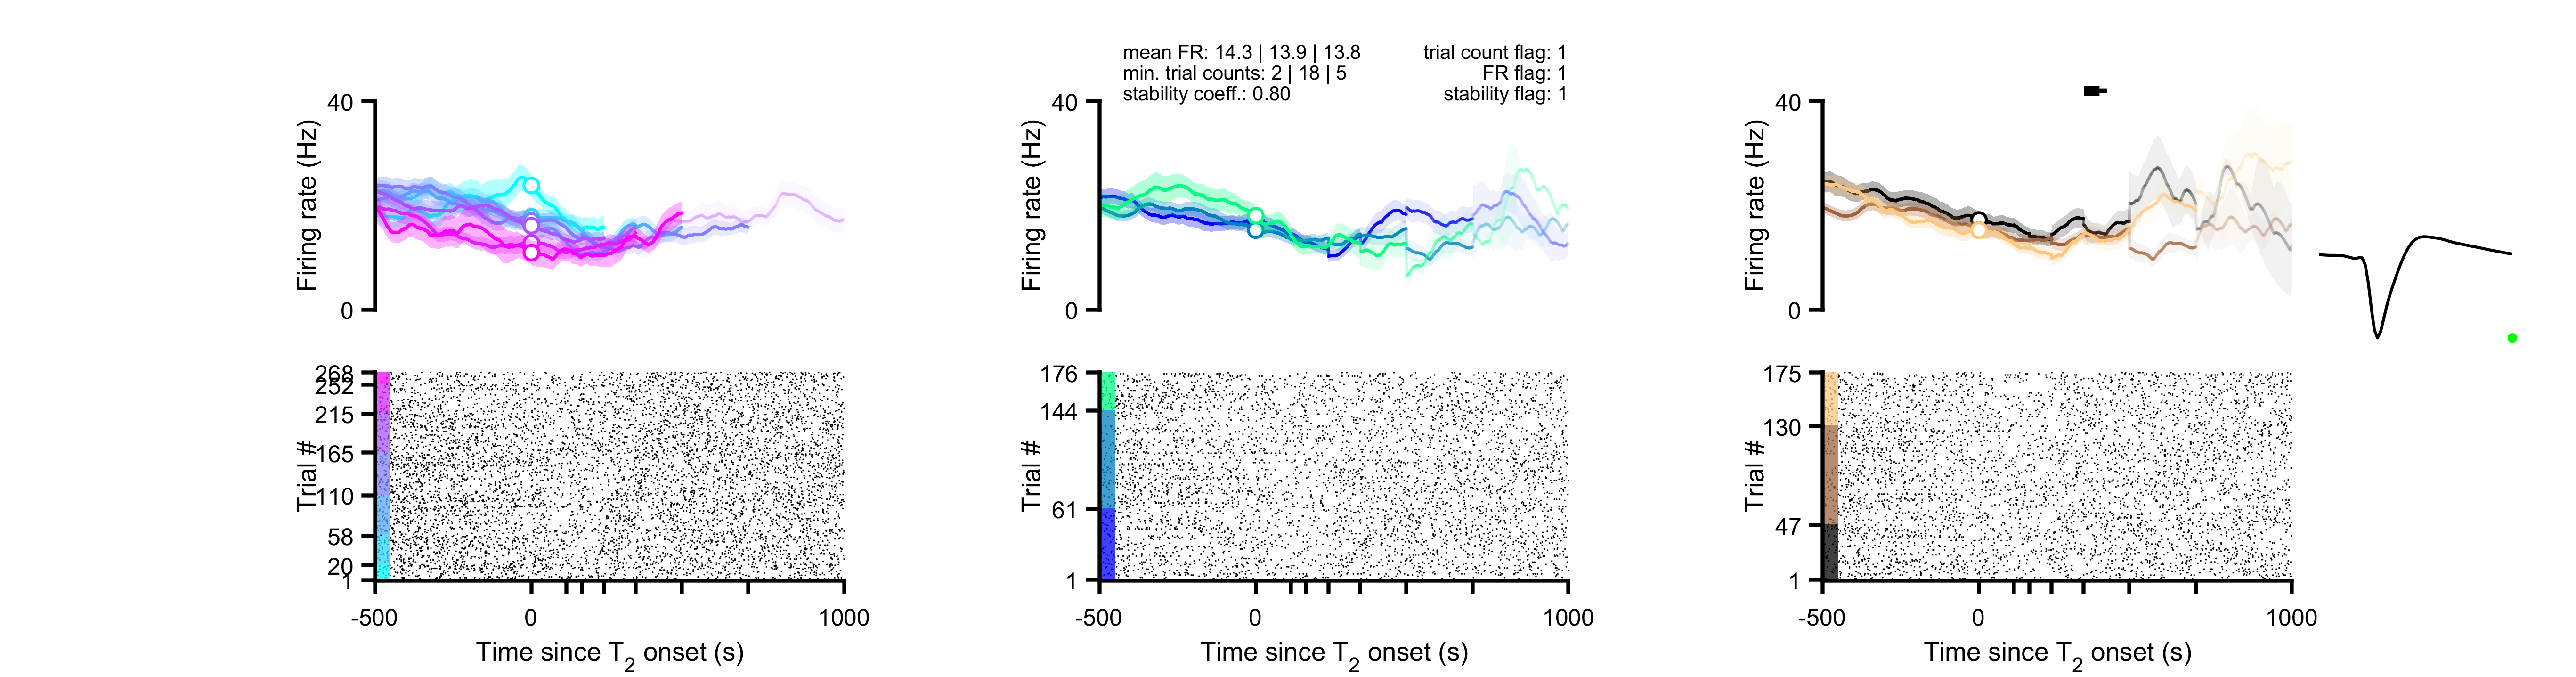 mean FR: 14.3 | 13.9 | 13.8
min. trial counts: 2 | 18 | 5
stability coeff.: 0.80
trial count flag: 1
FR flag: 1
stability flag: 1
40
Firing rate (Hz)
0
268
252
215
165
110
58
20
1
Trial #
-500
0
1000
Time since T2 onset (s)
40
Firing rate (Hz)
0
176
144
61
1
Trial #
-500
0
1000
Time since T2 onset (s)
40
Firing rate (Hz)
0
175
130
47
1
Trial #
-500
0
1000
Time since T2 onset (s)